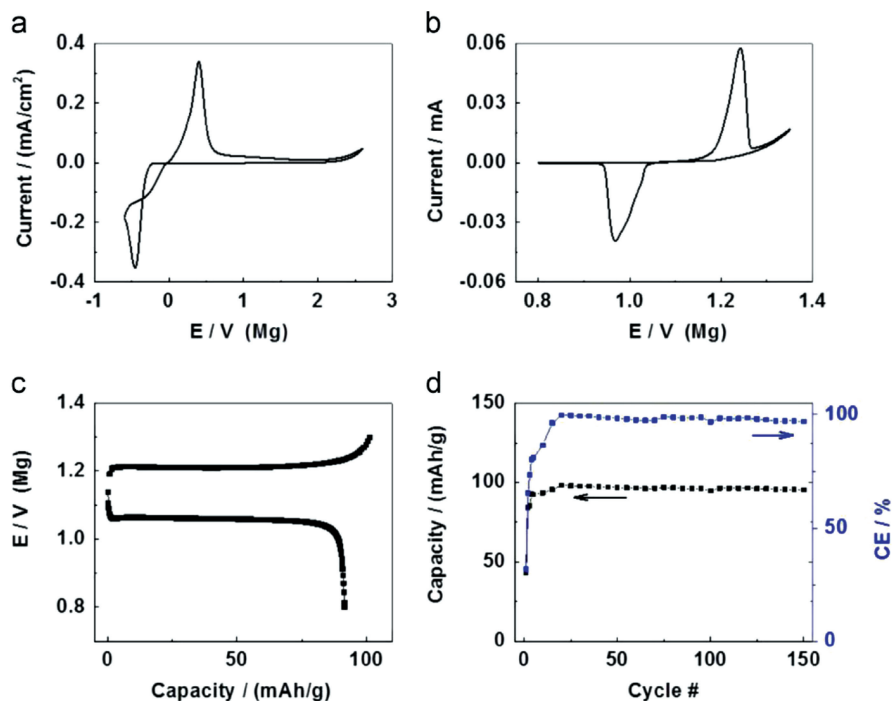 a
0.4
0.2
0.0
-0.2
-0.4
Current / (mA/cm²)
-1
0
1
2
3
E / V (Mg)
b
0.06
0.03
0.00
-0.03
-0.06
Current / mA
0.8
1.0
1.2
1.4
E / V (Mg)
c
1.4
1.2
1.0
0.8
E / V (Mg)
0
50
100
Capacity / (mAh/g)
d
150
100
50
0
Capacity / (mAh/g)
100
50
0
CE / %
0
50
100
150
Cycle #